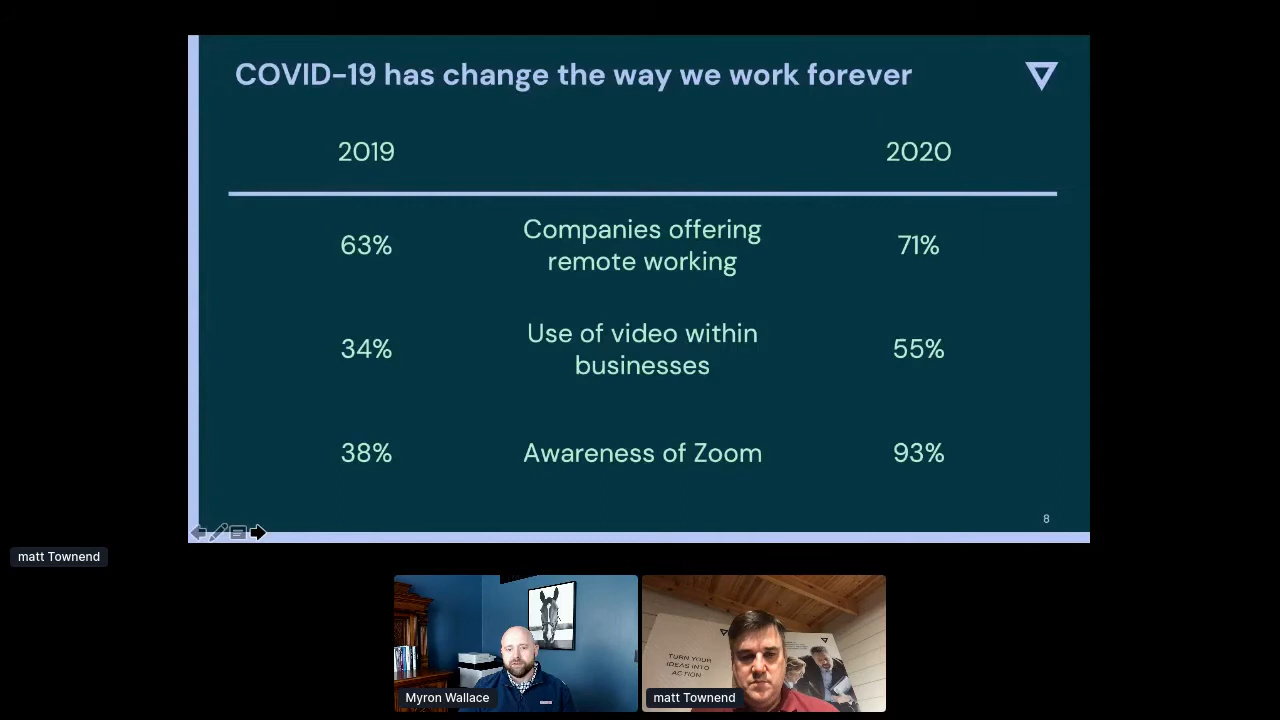 COVID-19 has change the way we work forever
2019
2020
63%
Companies offering
remote working
71%
34%
Use of video within
businesses
55%
38%
Awareness of Zoom
93%
8
matt Townend
Myron Wallace
TURN YOUR
IDEAS INTO
ACTION
matt Townend